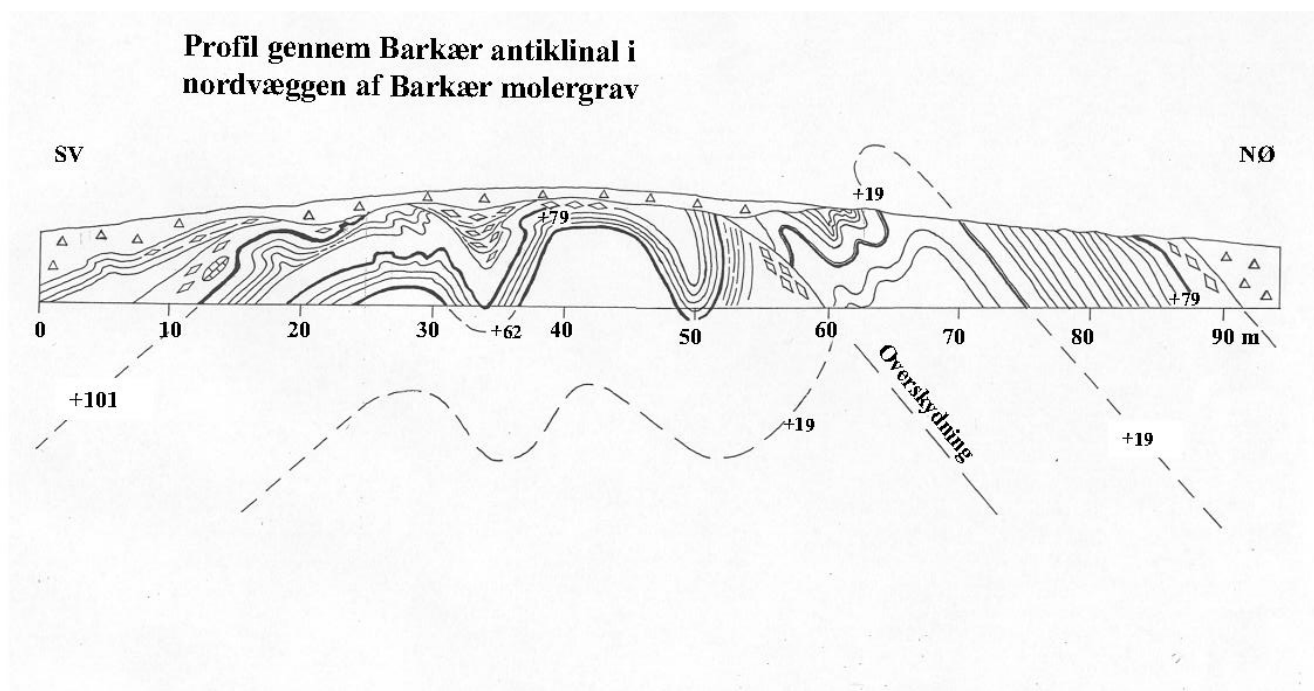 Profil gennem Barkær antiklinal i
nordvæggen af Barkær molergrav
SV
NØ
+19
+79
+79
0 10 20 30 +62 40 50 60 70 80 90 m
+101
Overskydning
+19
+19